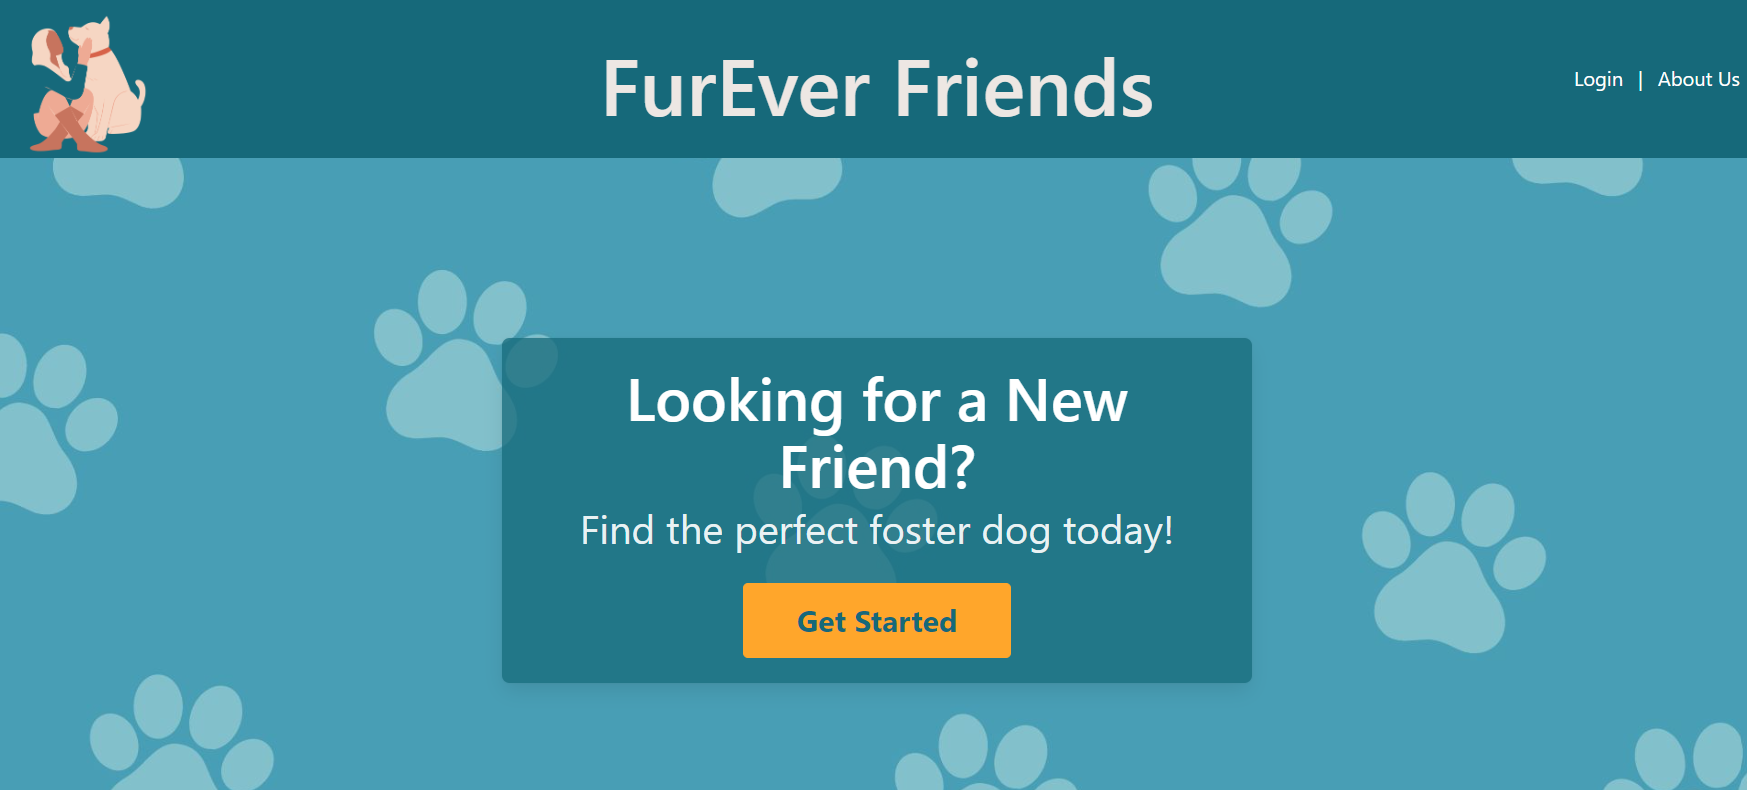 FurEver Friends
Login | About Us
Looking for a New
Friend?
Find the perfect foster dog today!
Get Started